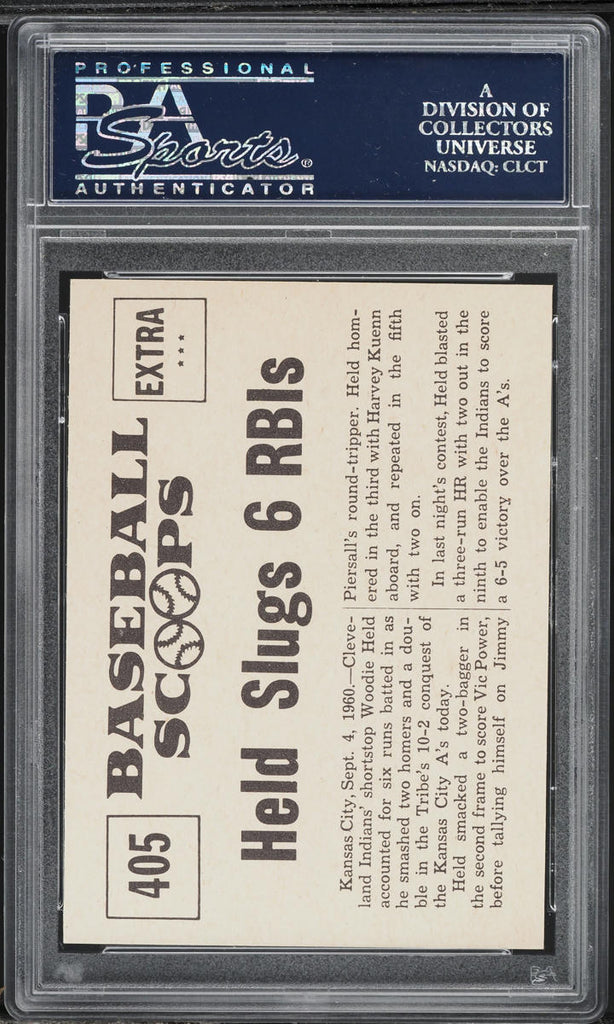 PROFESSIONAL
PSA
Sports®
AUTHENTICATOR
A
DIVISION OF
COLLECTORS
UNIVERSE
NASDAQ: CLCT
405
BASEBALL
SCOOPS
EXTRA
***
Held Slugs 6 RBIs
Kansas City, Sept. 4, 1960.—Cleve-
land Indians' shortstop Woodie Held
accounted for six runs batted in as
he smashed two homers and a dou-
ble in the Tribe's 10-2 conquest of
the Kansas City A's today.
Held smacked a two-bagger in
the second frame to score Vic Power,
before tallying himself on Jimmy
Piersall's round-tripper. Held hom-
ered in the third with Harvey Kuenn
aboard, and repeated in the fifth
with two on.
In last night's contest, Held blasted
a three-run HR with two out in the
ninth to enable the Indians to score
a 6-5 victory over the A's.
PSA